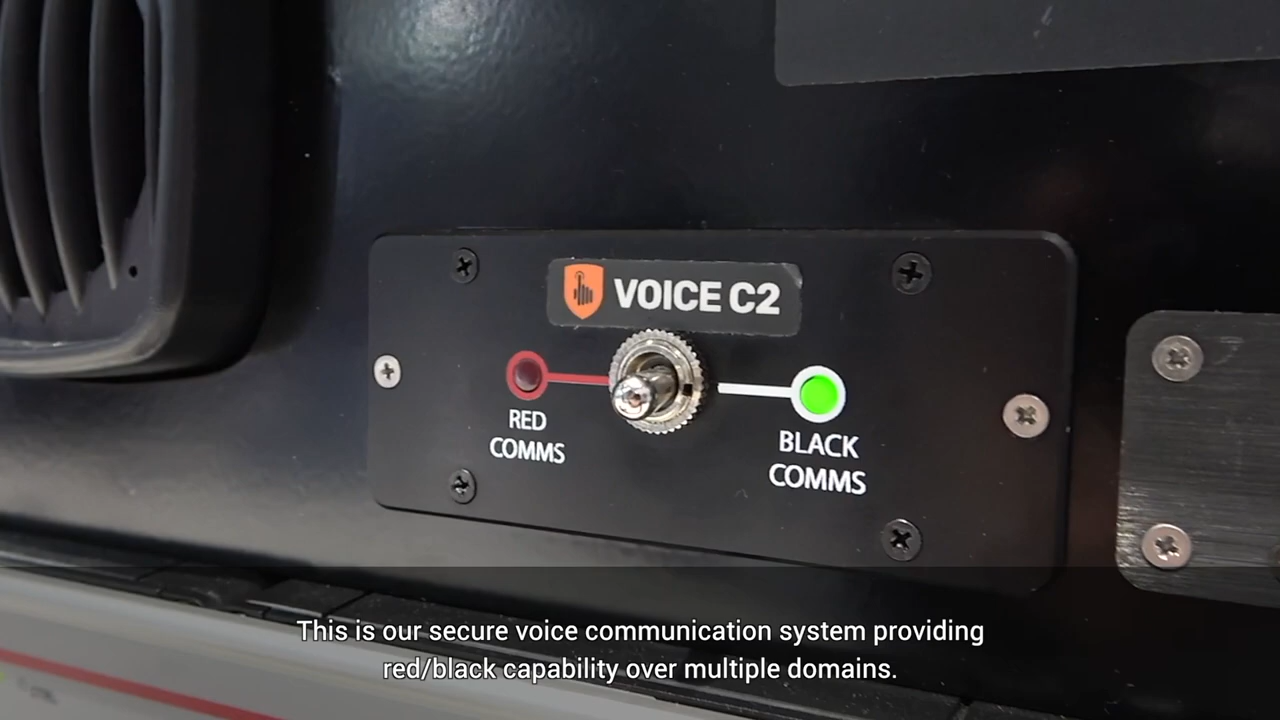 VOICE C2
RED
COMMS
BLACK
COMMS
This is our secure voice communication system providing
red/black capability over multiple domains.